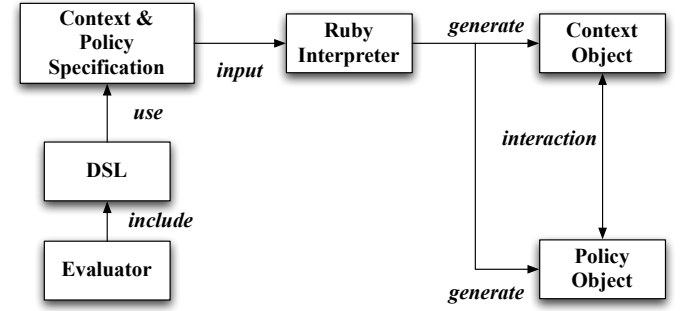 Context &
Policy
Specification
input
Ruby
Interpreter
generate
Context
Object
use
DSL
interaction
include
Evaluator
generate
Policy
Object